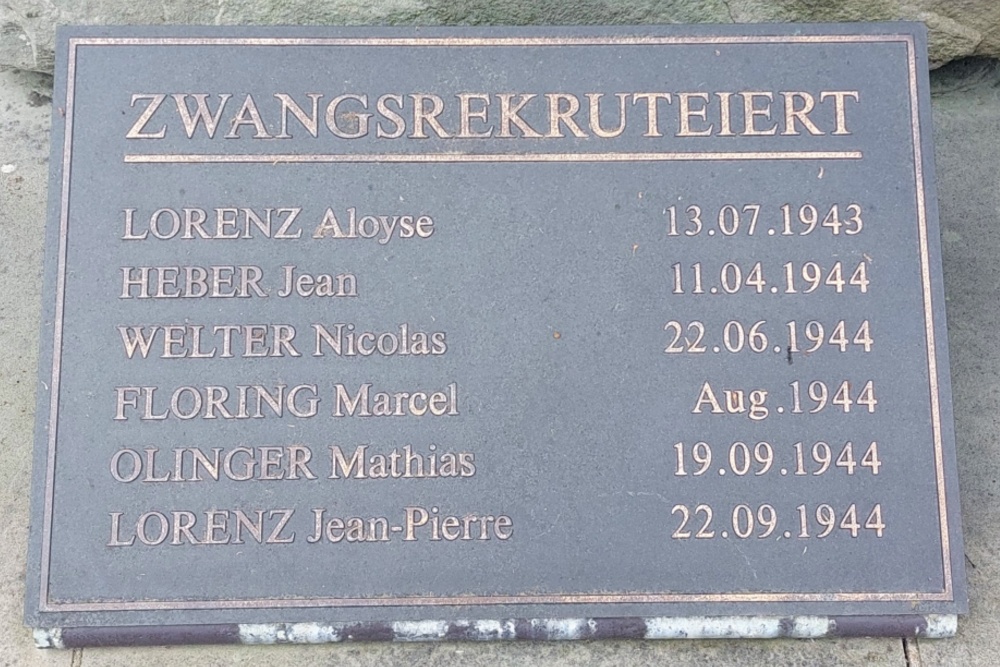 ZWANGSREKRUTEIERT
LORENZ Aloyse 13.07.1943
HEBER Jean 11.04.1944
WELTER Nicolas 22.06.1944
FLORING Marcel Aug.1944
OLINGER Mathias 19.09.1944
LORENZ Jean-Pierre 22.09.1944